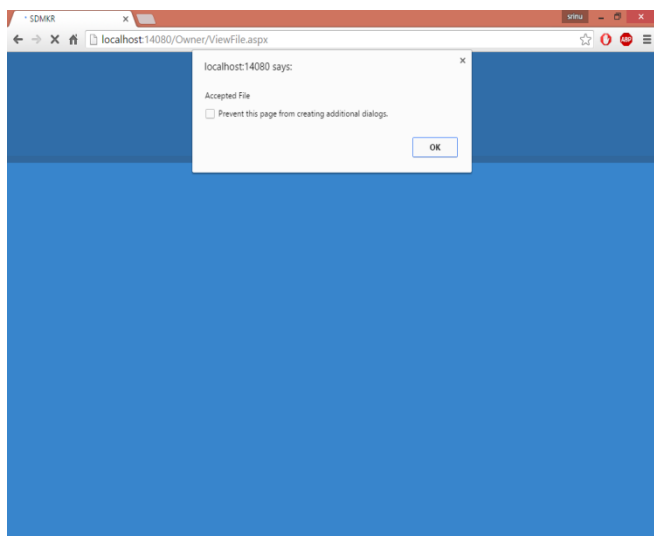 SDMKR
srinu
localhost:14080/Owner/ViewFile.aspx
ABP
localhost:14080 says:
Accepted File
Prevent this page from creating additional dialogs.
OK